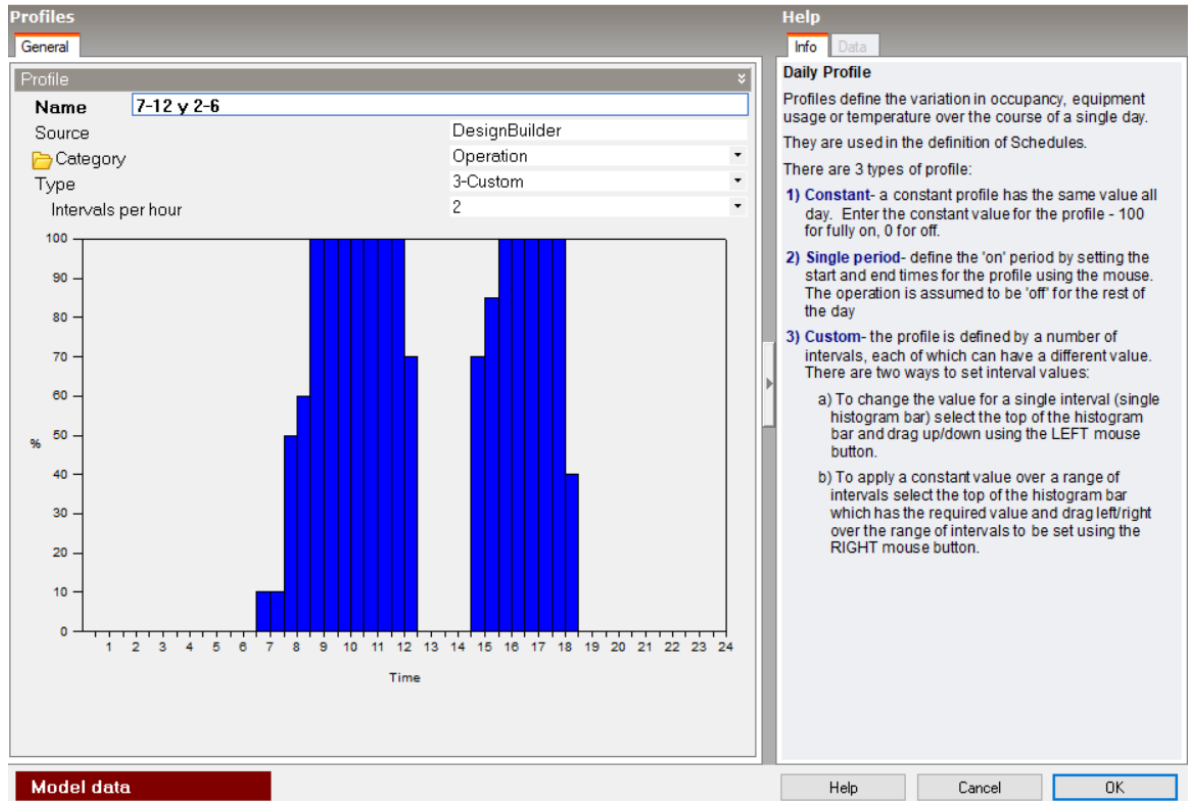 Profiles
General
Profile
Name 7-12 y 2-6
Source DesignBuilder
Category Operation
Type 3-Custom
Intervals per hour 2
100
90
80
70
60
% 50
40
30
20
10
0
1 2 3 4 5 6 7 8 9 10 11 12 13 14 15 16 17 18 19 20 21 22 23 24
Time
Model data
Help
Info Data
Daily Profile
Profiles define the variation in occupancy, equipment
usage or temperature over the course of a single day.
They are used in the definition of Schedules.
There are 3 types of profile:
1) Constant- a constant profile has the same value all
day. Enter the constant value for the profile - 100
for fully on, 0 for off.
2) Single period- define the 'on' period by setting the
start and end times for the profile using the mouse.
The operation is assumed to be 'off' for the rest of
the day
3) Custom- the profile is defined by a number of
intervals, each of which can have a different value.
There are two ways to set interval values:
a) To change the value for a single interval (single
histogram bar) select the top of the histogram
bar and drag up/down using the LEFT mouse
button.
b) To apply a constant value over a range of
intervals select the top of the histogram bar
which has the required value and drag left/right
over the range of intervals to be set using the
RIGHT mouse button.
Help Cancel OK